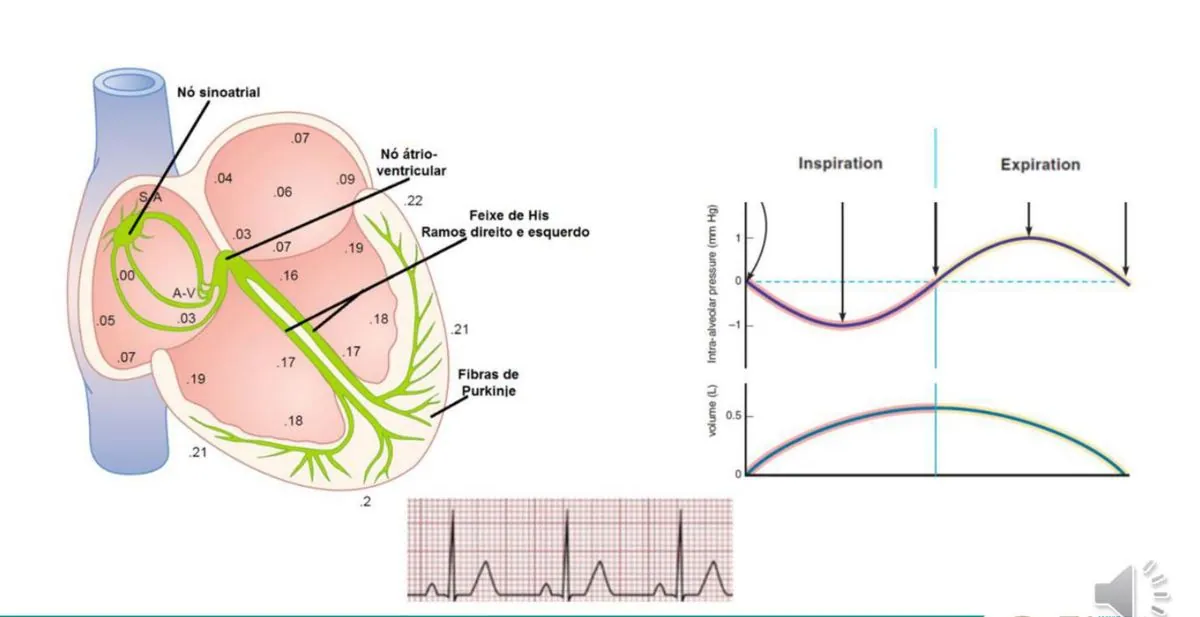 Nó sinoatrial
Nó átrio-
ventricular
Feixe de His
Ramos direito e esquerdo
Fibras de
Purkinje
S-A
A-V
.07
.04
.06
.09
.22
.03
.07
.19
.16
.00
.03
.05
.18
.21
.07
.17
.17
.19
.18
.21
.2
Inspiration
Expiration
Intra-alveolar pressure (mm Hg)
1
0
−1
volume (L)
0.5
0